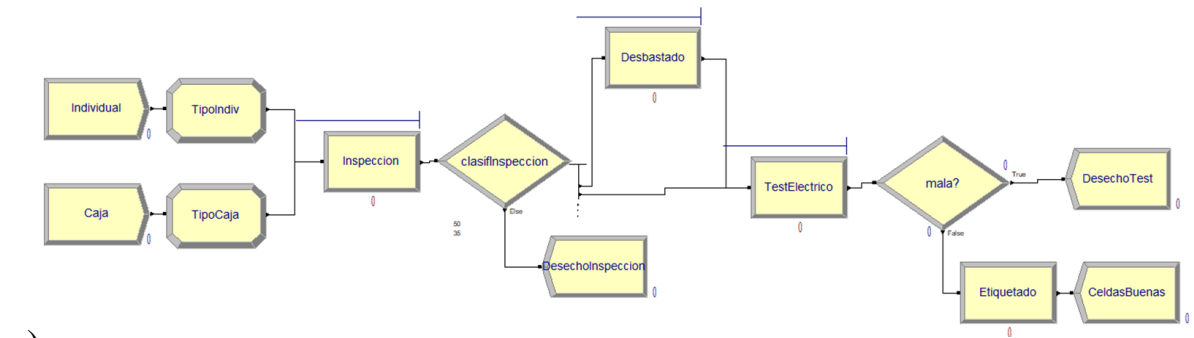 Individual
TipoIndiv
Caja
TipoCaja
Inspeccion
clasifInspeccion
Else
50
35
DesechoInspeccion
Desbastado
TestElectrico
mala?
True
False
DesechoTest
Etiquetado
CeldasBuenas
0
0
0
0
0
0
0
0
0
0
0